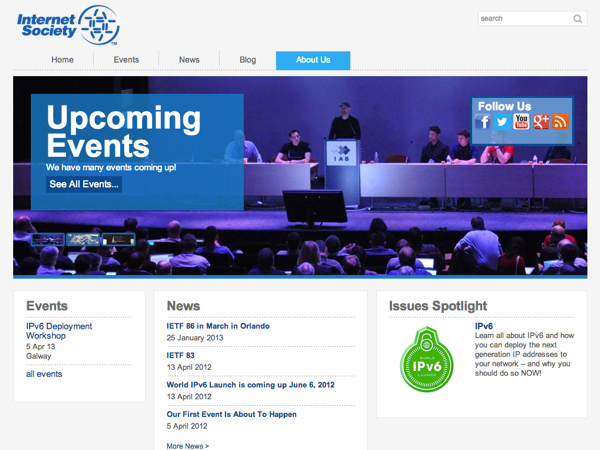 Internet
Society
TM
search
Home
Events
News
Blog
About Us
Upcoming
Events
We have many events coming up!
See All Events...
Follow Us
You
Tube
IAB
Events
IPv6 Deployment
Workshop
5 Apr 13
Galway
all events
News
IETF 86 in March in Orlando
25 January 2013
IETF 83
13 April 2012
World IPv6 Launch is coming up June 6, 2012
13 April 2012
Our First Event Is About To Happen
5 April 2012
More News >
Issues Spotlight
WORLD
IPv6
LAUNCH
IPv6
Learn all about IPv6 and how
you can deploy the next
generation IP addresses to
your network – and why you
should do so NOW!